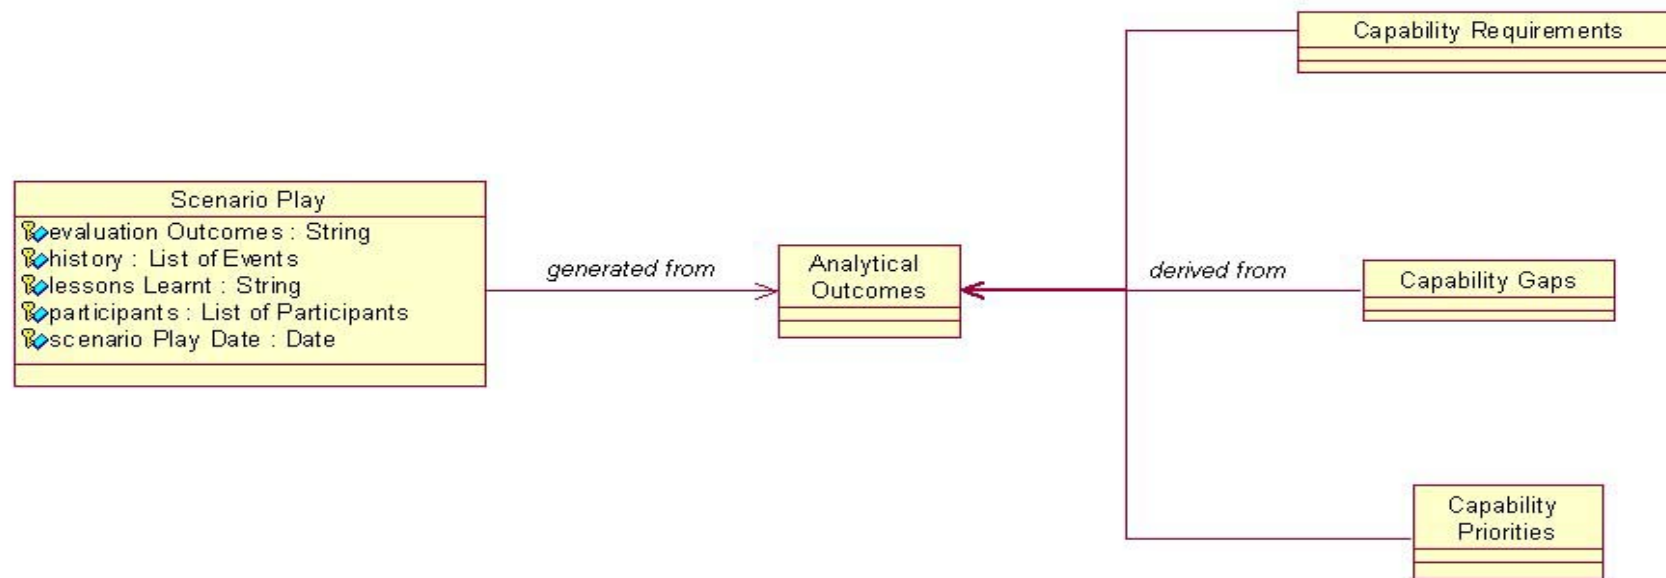 Capability Requirements
Scenario Play
evaluation Outcomes : String
history : List of Events
lessons Learnt : String
participants : List of Participants
scenario Play Date : Date
generated from
Analytical
Outcomes
derived from
Capability Gaps
Capability
Priorities